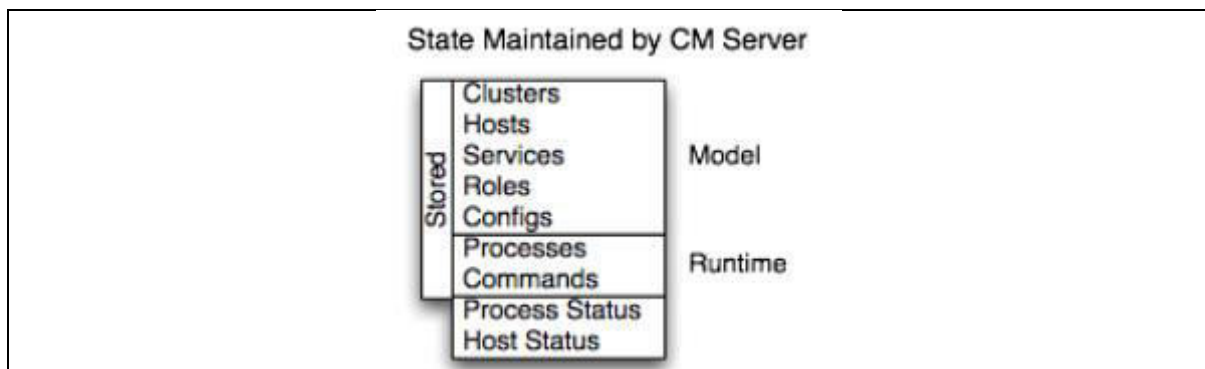 State Maintained by CM Server
Stored
Clusters
Hosts
Services
Roles
Configs
Model
Processes
Commands
Runtime
Process Status
Host Status